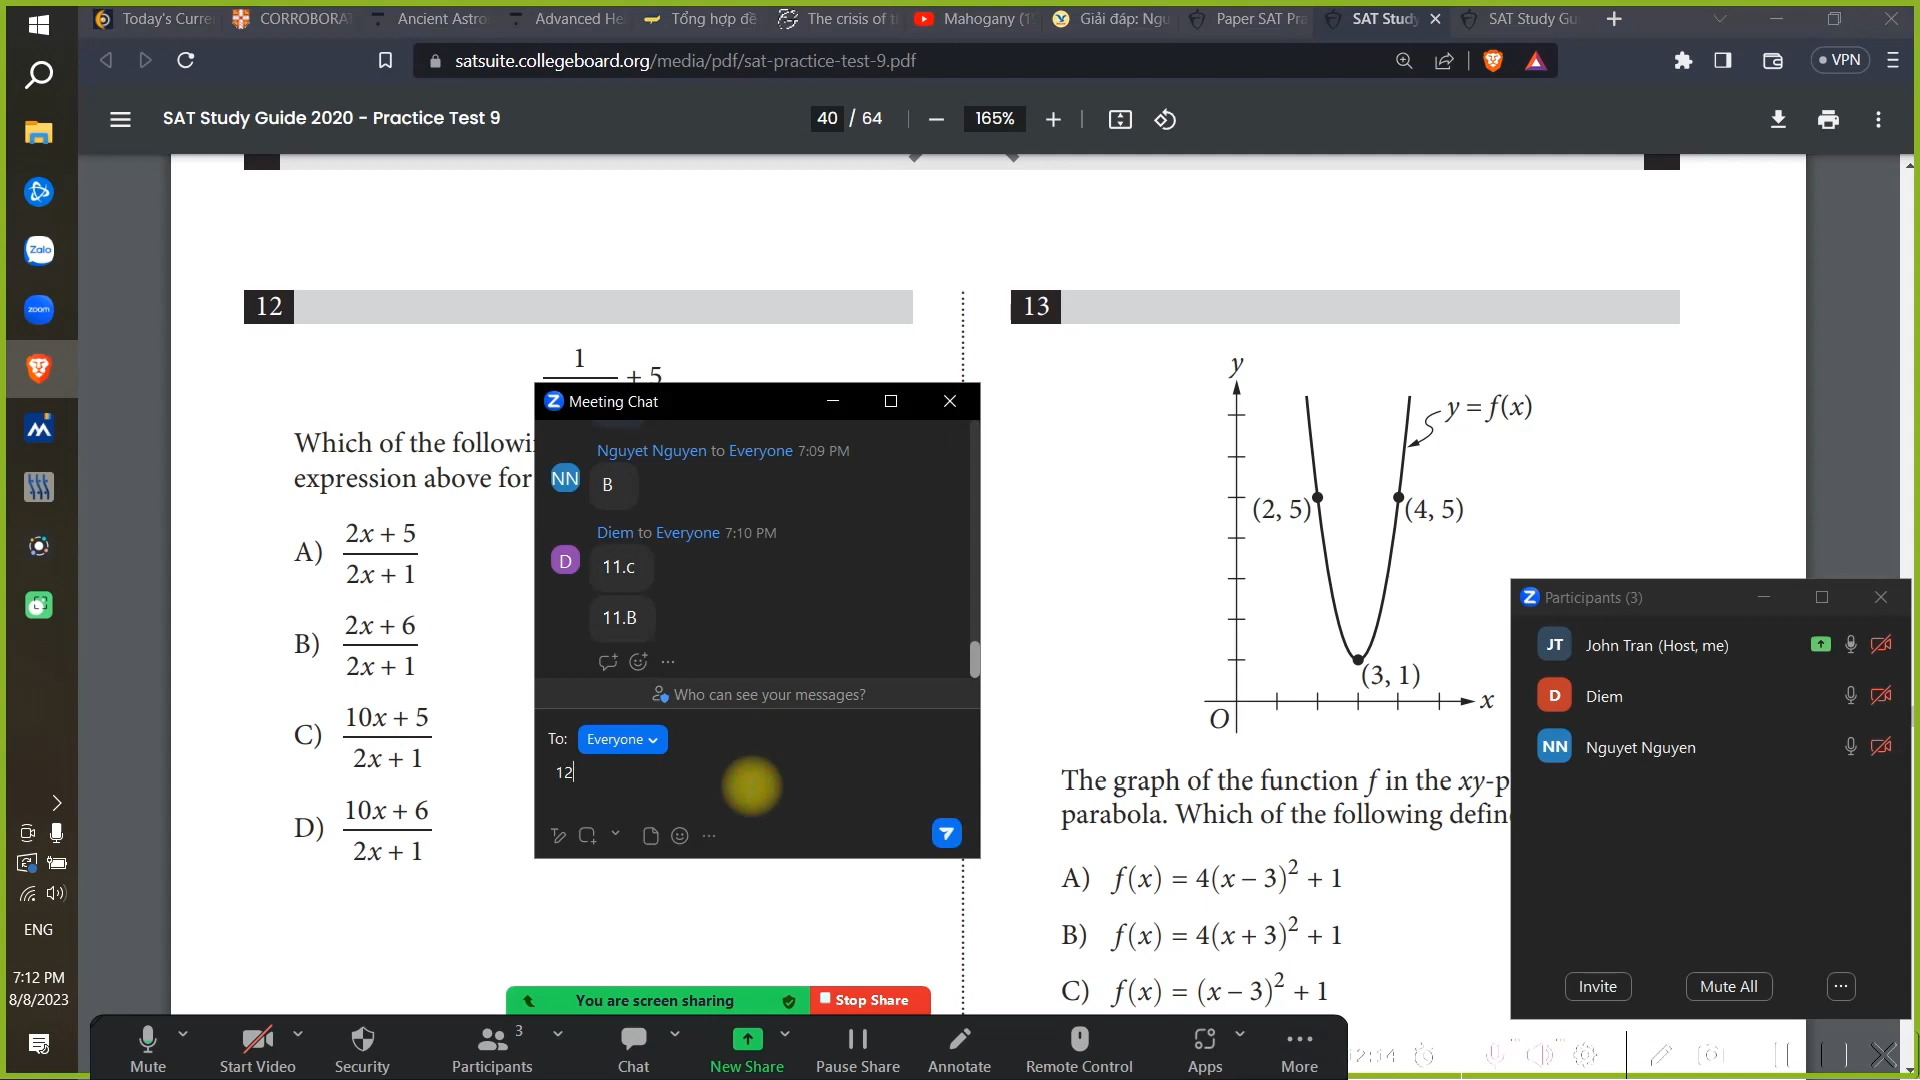 Today's Curre
CORROBORAT
Ancient Astro
Advanced He
Tổng hợp đề
The crisis of t
Mahogany (1
Giải đáp: Ngu
Paper SAT Pra
SAT Study
SAT Study Gu
satsuite.collegeboard.org/media/pdf/sat-practice-test-9.pdf
VPN
SAT Study Guide 2020 - Practice Test 9
40 / 64
165%
12
1
+ 5
Which of the followi
expression above for
A) 2x + 5
2x + 1
B) 2x + 6
2x + 1
C) 10x + 5
2x + 1
D) 10x + 6
2x + 1
13
y
y = f(x)
(2, 5)
(4, 5)
(3, 1)
O
x
The graph of the function f in the xy-p
parabola. Which of the following defin
A) f(x) = 4(x − 3)² + 1
B) f(x) = 4(x + 3)² + 1
C) f(x) = (x − 3)² + 1
Meeting Chat
Nguyet Nguyen to Everyone 7:09 PM
NN
B
Diem to Everyone 7:10 PM
D
11.c
11.B
Who can see your messages?
To: Everyone
12
Participants (3)
JT John Tran (Host, me)
D Diem
NN Nguyet Nguyen
Invite
Mute All
You are screen sharing
Stop Share
Mute
Start Video
Security
Participants
3
Chat
New Share
Pause Share
Annotate
Remote Control
Apps
More
Zalo
zoom
ENG
7:12 PM
8/8/2023